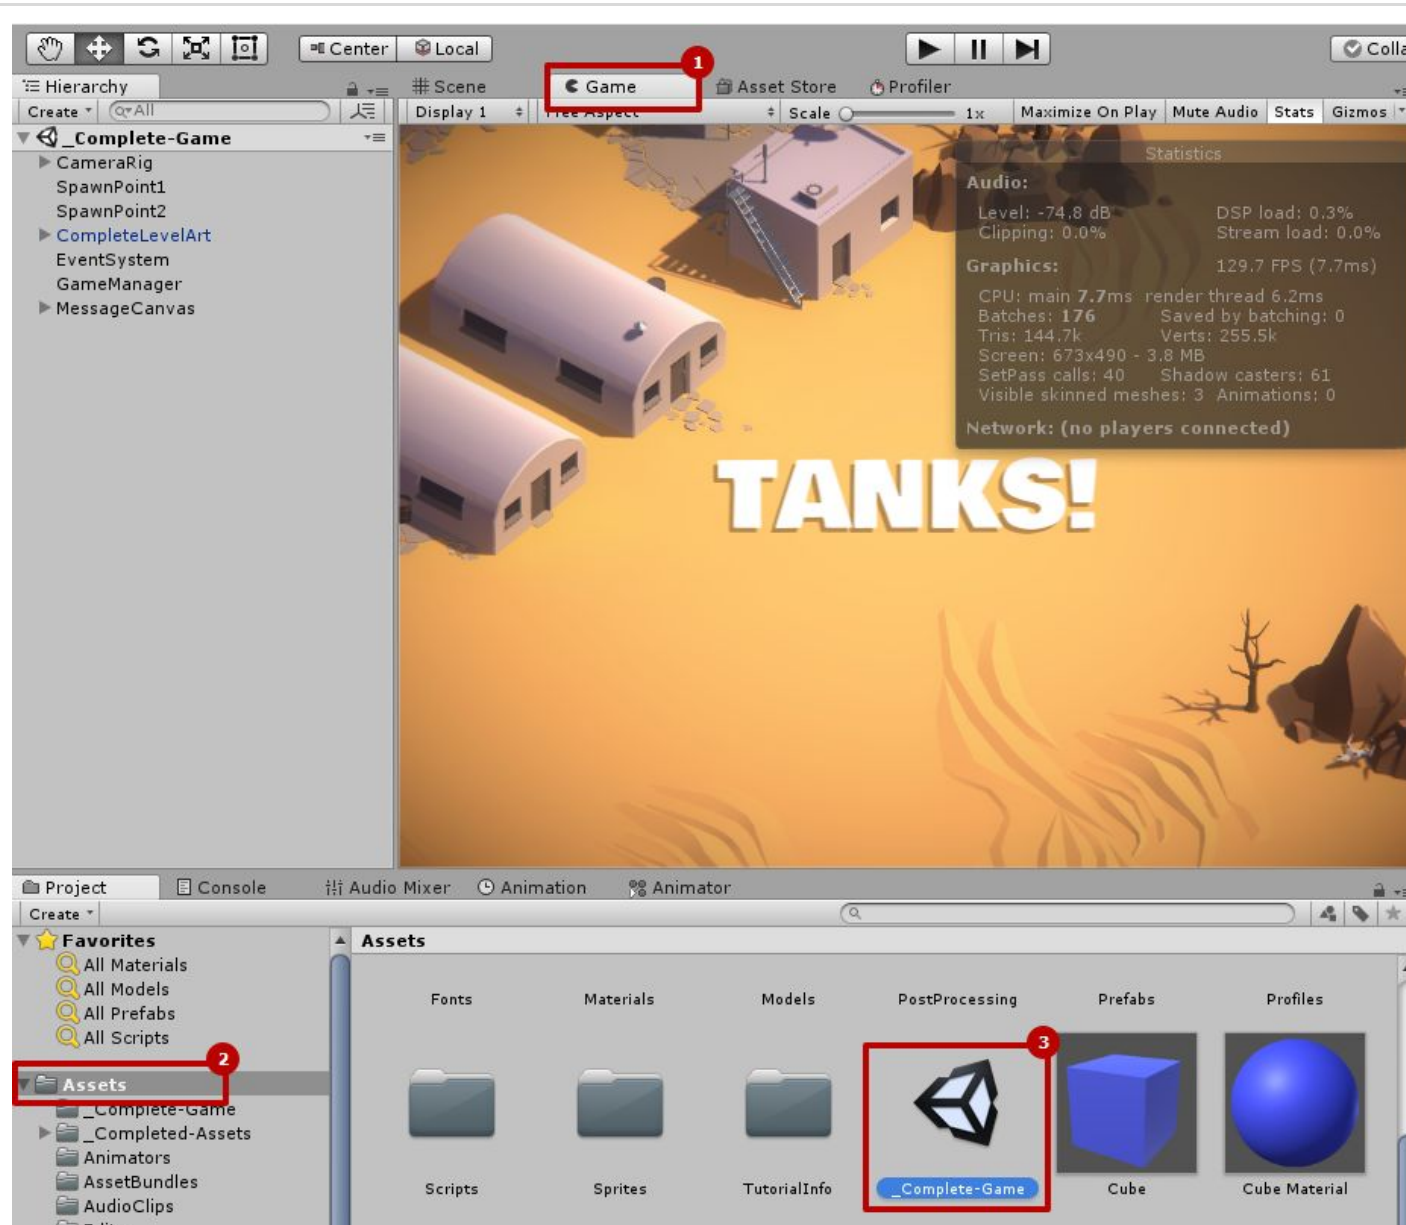 Center Local Colla
1
Hierarchy
# Scene Game Asset Store Profiler
Create All
Display 1 Free Aspect Scale 1x Maximize On Play Mute Audio Stats Gizmos
_Complete-Game
CameraRig
SpawnPoint1
SpawnPoint2
CompleteLevelArt
EventSystem
GameManager
MessageCanvas
Statistics
Audio:
Level: -74.8 dB DSP load: 0.3%
Clipping: 0.0% Stream load: 0.0%
Graphics: 129.7 FPS (7.7ms)
CPU: main 7.7ms render thread 6.2ms
Batches: 176 Saved by batching: 0
Tris: 144.7k Verts: 255.5k
Screen: 673x490 - 3.8 MB
SetPass calls: 40 Shadow casters: 61
Visible skinned meshes: 3 Animations: 0
Network: (no players connected)
TANKS!
Project Console Audio Mixer Animation Animator
Create
Favorites
All Materials
All Models
All Prefabs
All Scripts
2
Assets
_Complete-Game
_Completed-Assets
Animators
AssetBundles
AudioClips
Assets
Fonts Materials Models PostProcessing Prefabs Profiles
3
Scripts Sprites TutorialInfo _Complete-Game Cube Cube Material